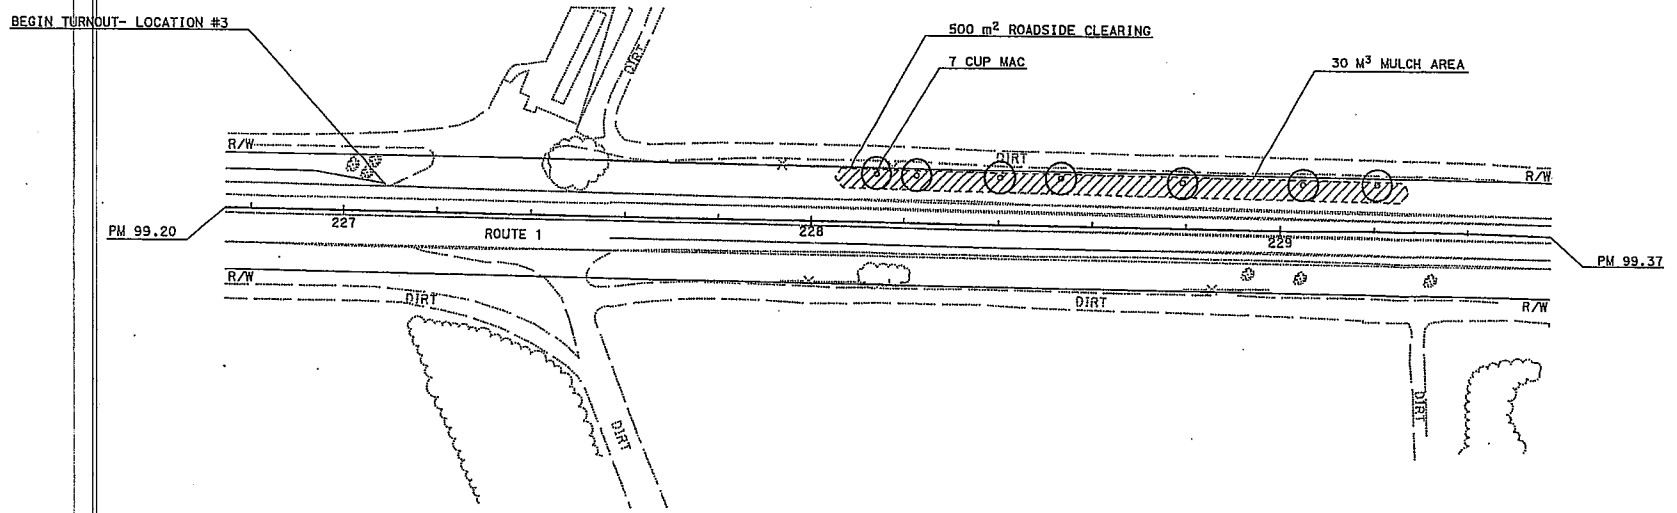 BEGIN TURNOUT- LOCATION #3
500 m² ROADSIDE CLEARING
7 CUP MAC
30 M³ MULCH AREA
DIRT
R/W
DIRT
R/W
PM 99.20
227
ROUTE 1
228
229
PM 99.37
R/W
DIRT
DIRT
R/W
DIRT
DIRT